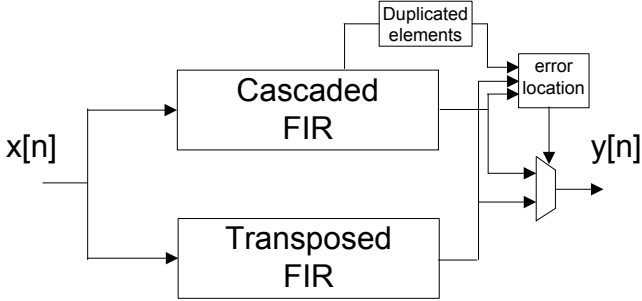 Duplicated
elements
error
location
Cascaded
FIR
x[n]
y[n]
Transposed
FIR